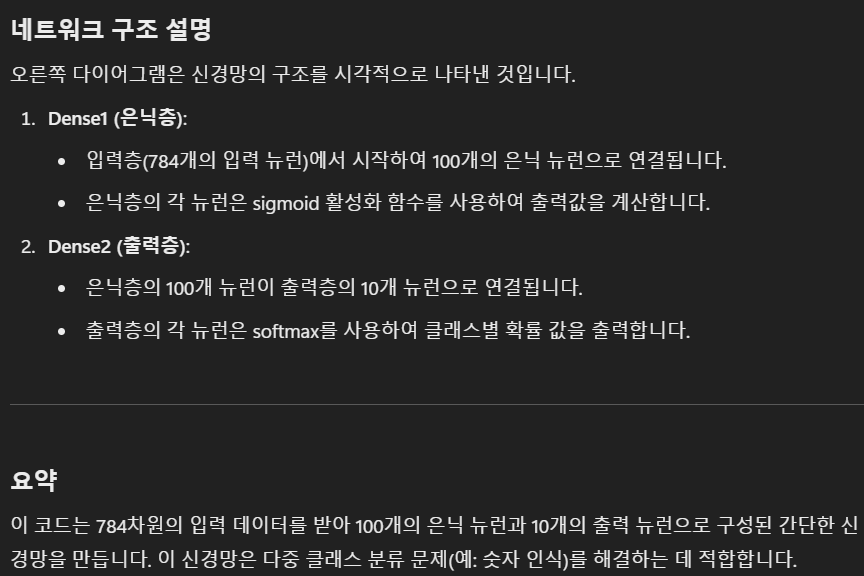 네트워크 구조 설명
오른쪽 다이어그램은 신경망의 구조를 시각적으로 나타낸 것입니다.
1. Dense1 (은닉층):
• 입력층(784개의 입력 뉴런)에서 시작하여 100개의 은닉 뉴런으로 연결됩니다.
• 은닉층의 각 뉴런은 sigmoid 활성화 함수를 사용하여 출력값을 계산합니다.
2. Dense2 (출력층):
• 은닉층의 100개 뉴런이 출력층의 10개 뉴런으로 연결됩니다.
• 출력층의 각 뉴런은 softmax를 사용하여 클래스별 확률 값을 출력합니다.
요약
이 코드는 784차원의 입력 데이터를 받아 100개의 은닉 뉴런과 10개의 출력 뉴런으로 구성된 간단한 신
경망을 만듭니다. 이 신경망은 다중 클래스 분류 문제(예: 숫자 인식)를 해결하는 데 적합합니다.